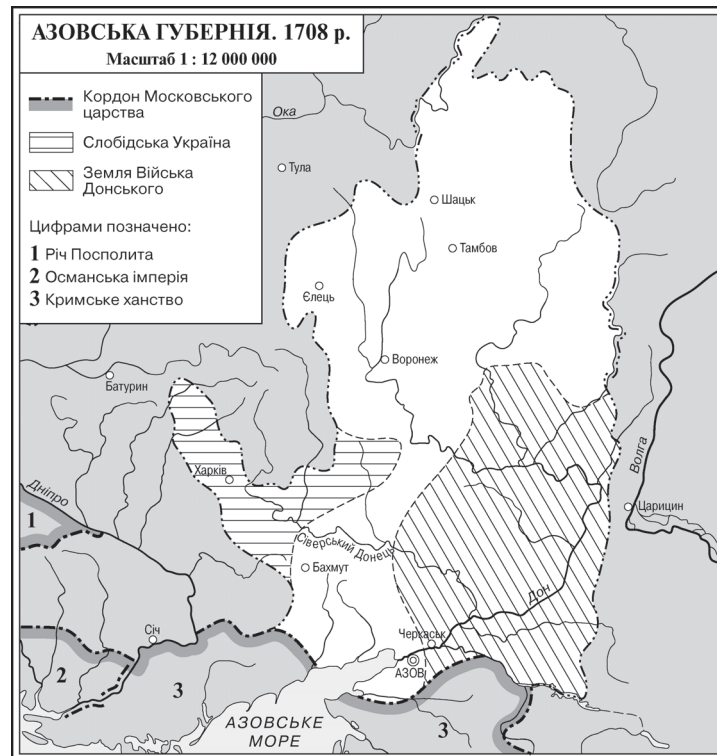 АЗОВСЬКА ГУБЕРНІЯ. 1708 р.
Масштаб 1 : 12 000 000
Кордон Московського
царства
Слобідська Україна
Земля Війська
Донського
Цифрами позначено:
1 Річ Посполита
2 Османська імперія
3 Кримське ханство
Ока
Тула
Шацьк
Тамбов
Єлець
Воронеж
Батурин
Харків
Волга
Дніпро
Царицин
1
Сіверський Донець
Бахмут
Дон
Січ
Черкаськ
АЗОВ
2
3
АЗОВСЬКЕ
МОРЕ
3